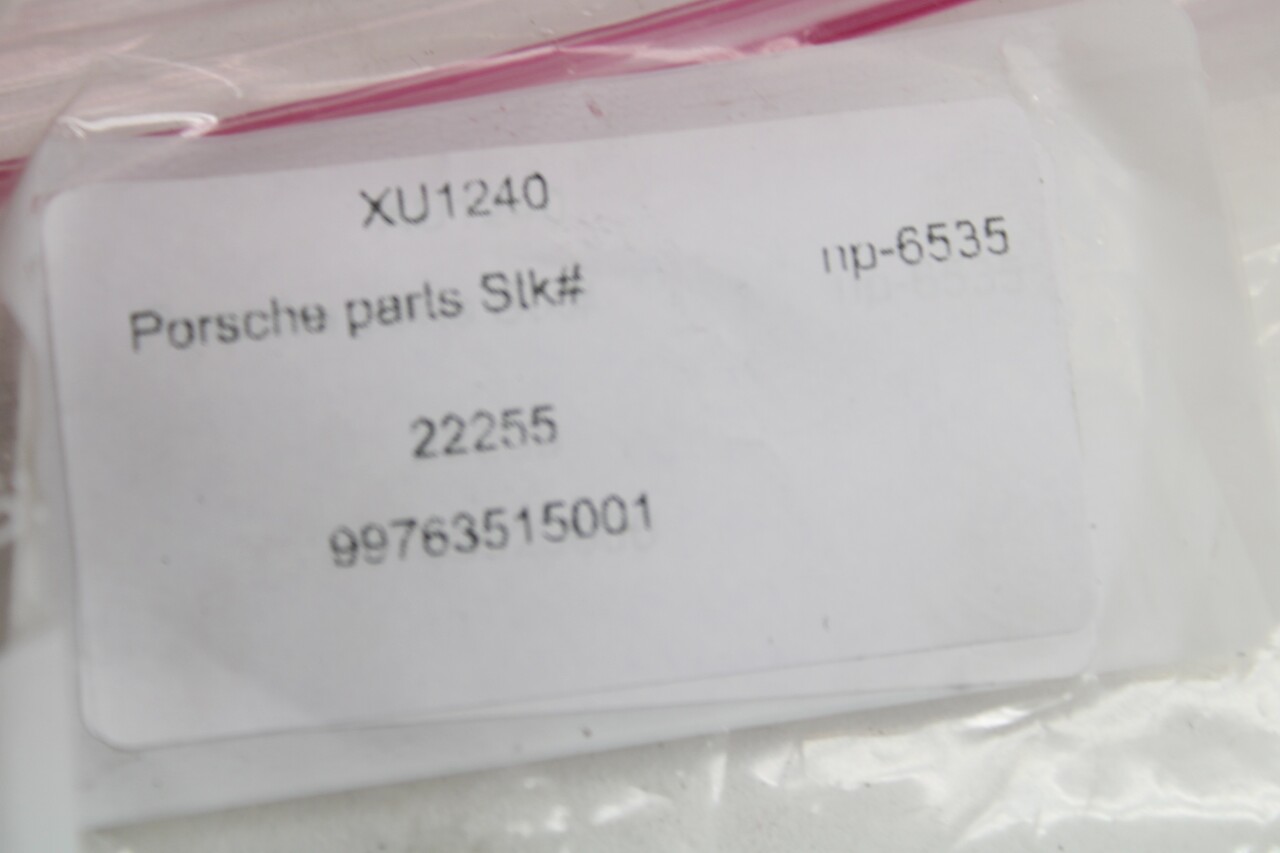 XU1240
np-6535
Porsche parts Stk#
22255
99763515001